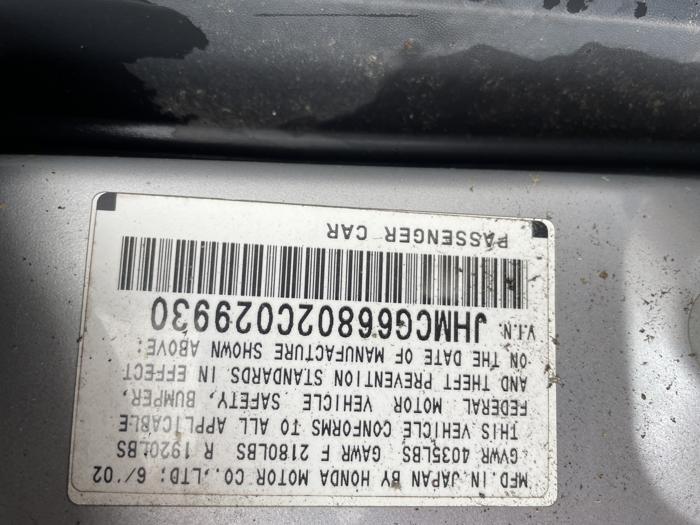 MFD.IN JAPAN BY HONDA MOTOR CO.,LTD: 6/'02
GVWR 4035LBS GAWR F 2180LBS R 1920LBS
THIS VEHICLE CONFORMS TO ALL APPLICABLE
FEDERAL MOTOR VEHICLE SAFETY, BUMPER,
AND THEFT PREVENTION STANDARDS IN EFFECT
ON THE DATE OF MANUFACTURE SHOWN ABOVE:
V.I.N. JHMCG66802C029930
PASSENGER CAR